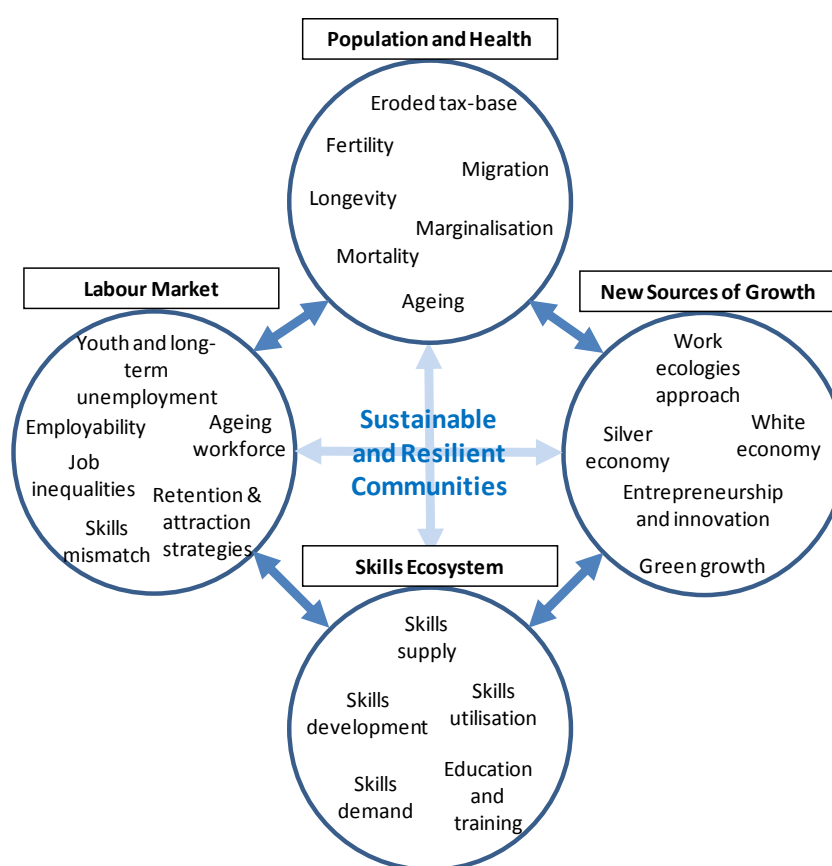 Population and Health
Eroded tax-base
Fertility
Migration
Longevity
Marginalisation
Mortality
Ageing
Labour Market
Youth and long-
term
unemployment
Employability
Ageing
workforce
Job
inequalities
Retention &
attraction
strategies
Skills
mismatch
New Sources of Growth
Work
ecologies
approach
White
economy
Silver
economy
Entrepreneurship
and innovation
Green growth
Sustainable
and Resilient
Communities
Skills Ecosystem
Skills
supply
Skills
development
Skills
utilisation
Skills
demand
Education
and
training